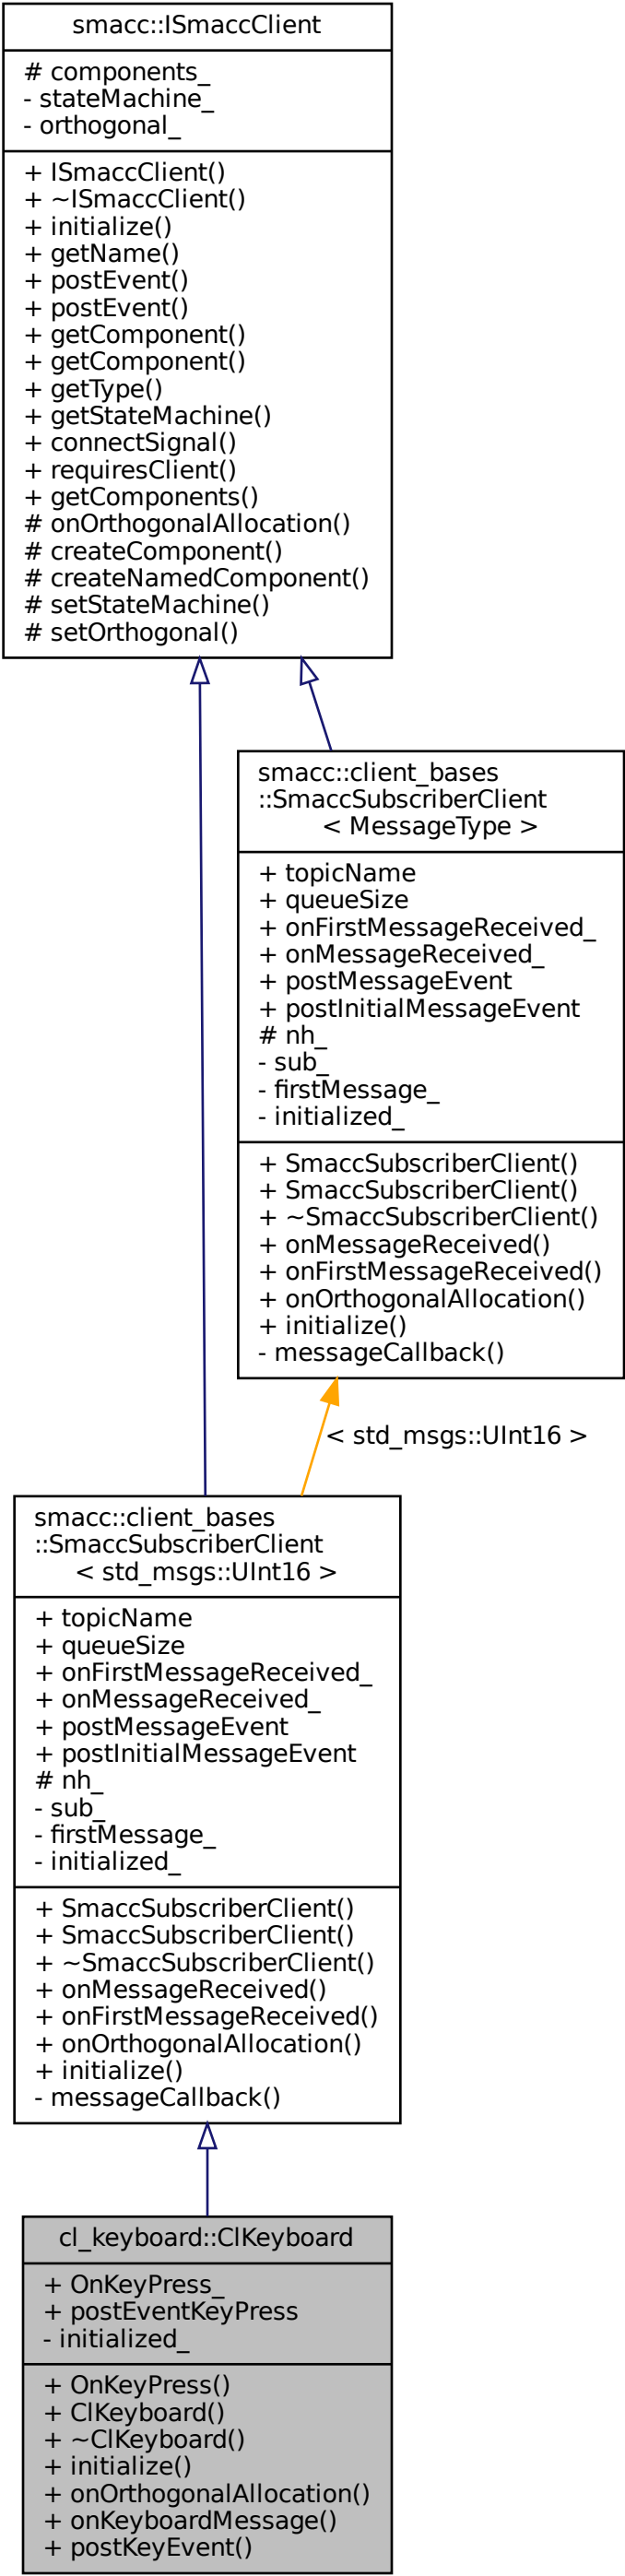 smacc::ISmaccClient
# components_
- stateMachine_
- orthogonal_
+ ISmaccClient()
+ ~ISmaccClient()
+ initialize()
+ getName()
+ postEvent()
+ postEvent()
+ getComponent()
+ getComponent()
+ getType()
+ getStateMachine()
+ connectSignal()
+ requiresClient()
+ getComponents()
# onOrthogonalAllocation()
# createComponent()
# createNamedComponent()
# setStateMachine()
# setOrthogonal()
smacc::client_bases
::SmaccSubscriberClient
< MessageType >
+ topicName
+ queueSize
+ onFirstMessageReceived_
+ onMessageReceived_
+ postMessageEvent
+ postInitialMessageEvent
# nh_
- sub_
- firstMessage_
- initialized_
+ SmaccSubscriberClient()
+ SmaccSubscriberClient()
+ ~SmaccSubscriberClient()
+ onMessageReceived()
+ onFirstMessageReceived()
+ onOrthogonalAllocation()
+ initialize()
- messageCallback()
< std_msgs::UInt16 >
smacc::client_bases
::SmaccSubscriberClient
< std_msgs::UInt16 >
+ topicName
+ queueSize
+ onFirstMessageReceived_
+ onMessageReceived_
+ postMessageEvent
+ postInitialMessageEvent
# nh_
- sub_
- firstMessage_
- initialized_
+ SmaccSubscriberClient()
+ SmaccSubscriberClient()
+ ~SmaccSubscriberClient()
+ onMessageReceived()
+ onFirstMessageReceived()
+ onOrthogonalAllocation()
+ initialize()
- messageCallback()
cl_keyboard::ClKeyboard
+ OnKeyPress_
+ postEventKeyPress
- initialized_
+ OnKeyPress()
+ ClKeyboard()
+ ~ClKeyboard()
+ initialize()
+ onOrthogonalAllocation()
+ onKeyboardMessage()
+ postKeyEvent()